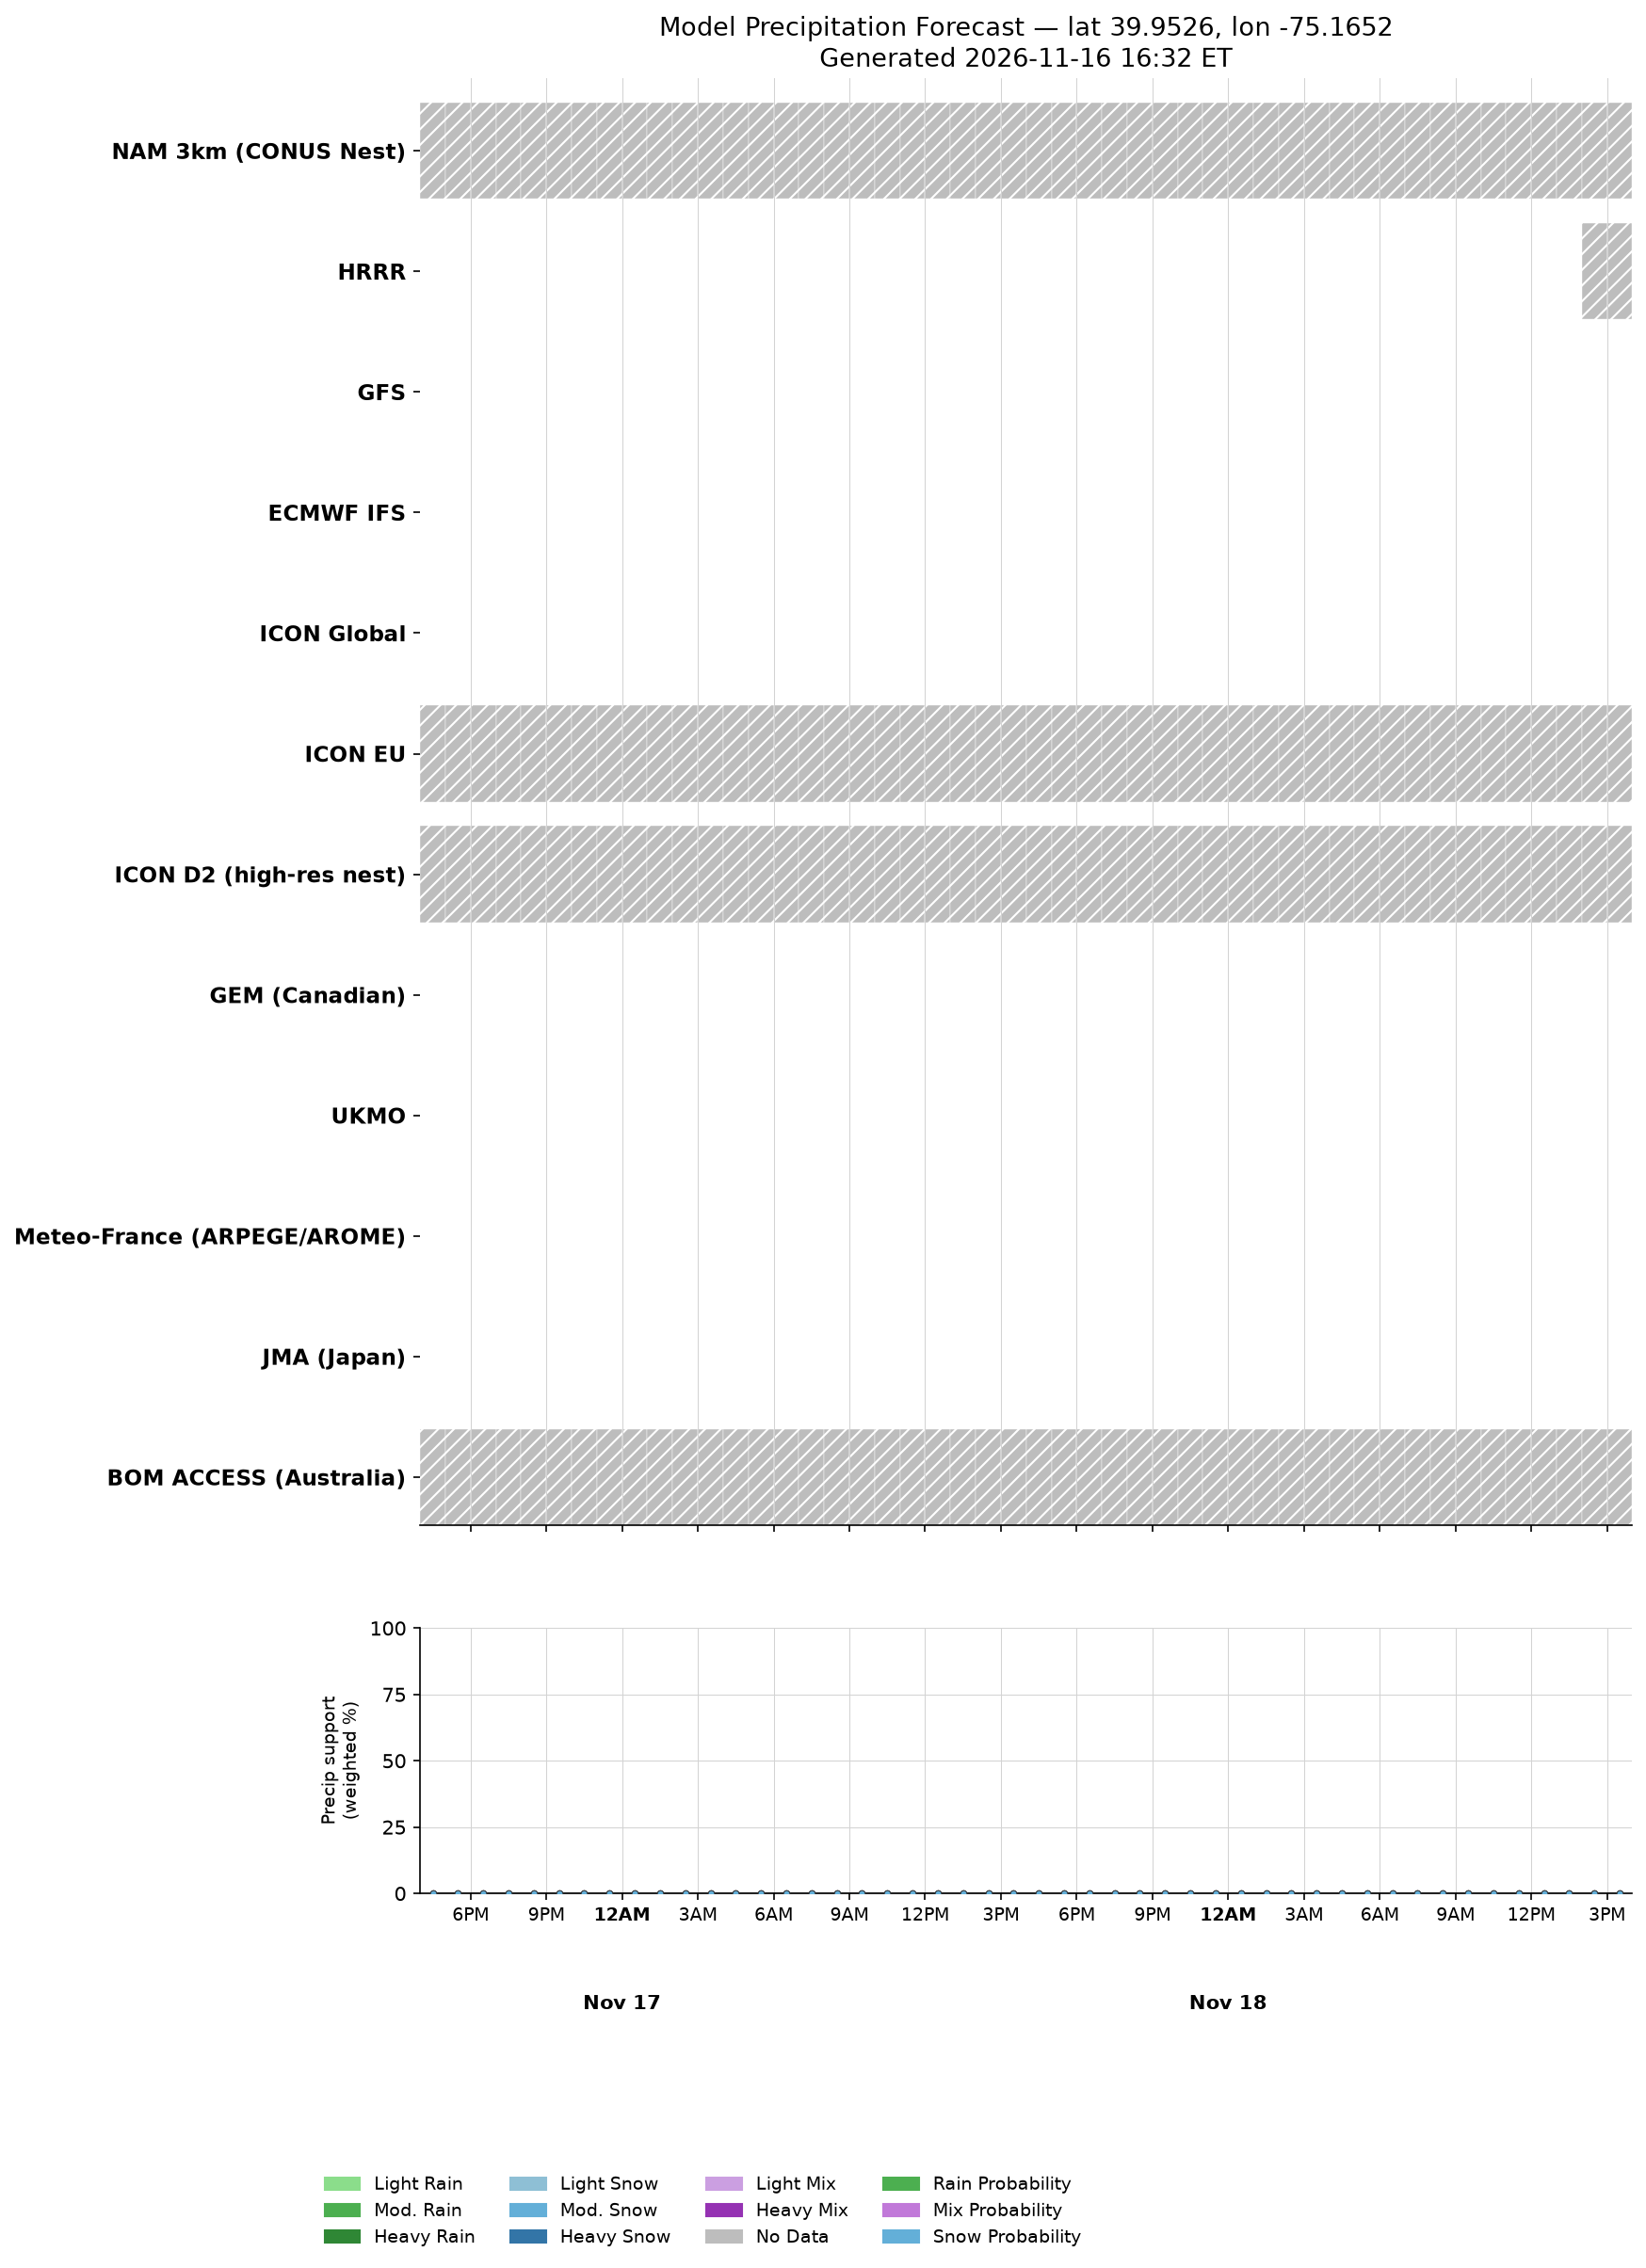 Model Precipitation Forecast — lat 39.9526, lon -75.1652
Generated 2026-11-16 16:32 ET
NAM 3km (CONUS Nest)
HRRR
GFS
ECMWF IFS
ICON Global
ICON EU
ICON D2 (high-res nest)
GEM (Canadian)
UKMO
Meteo-France (ARPEGE/AROME)
JMA (Japan)
BOM ACCESS (Australia)
Precip support
(weighted %)
100
75
50
25
0
6PM 9PM 12AM 3AM 6AM 9AM 12PM 3PM 6PM 9PM 12AM 3AM 6AM 9AM 12PM 3PM
Nov 17 Nov 18
Light Rain Light Snow Light Mix Rain Probability
Mod. Rain Mod. Snow Heavy Mix Mix Probability
Heavy Rain Heavy Snow No Data Snow Probability